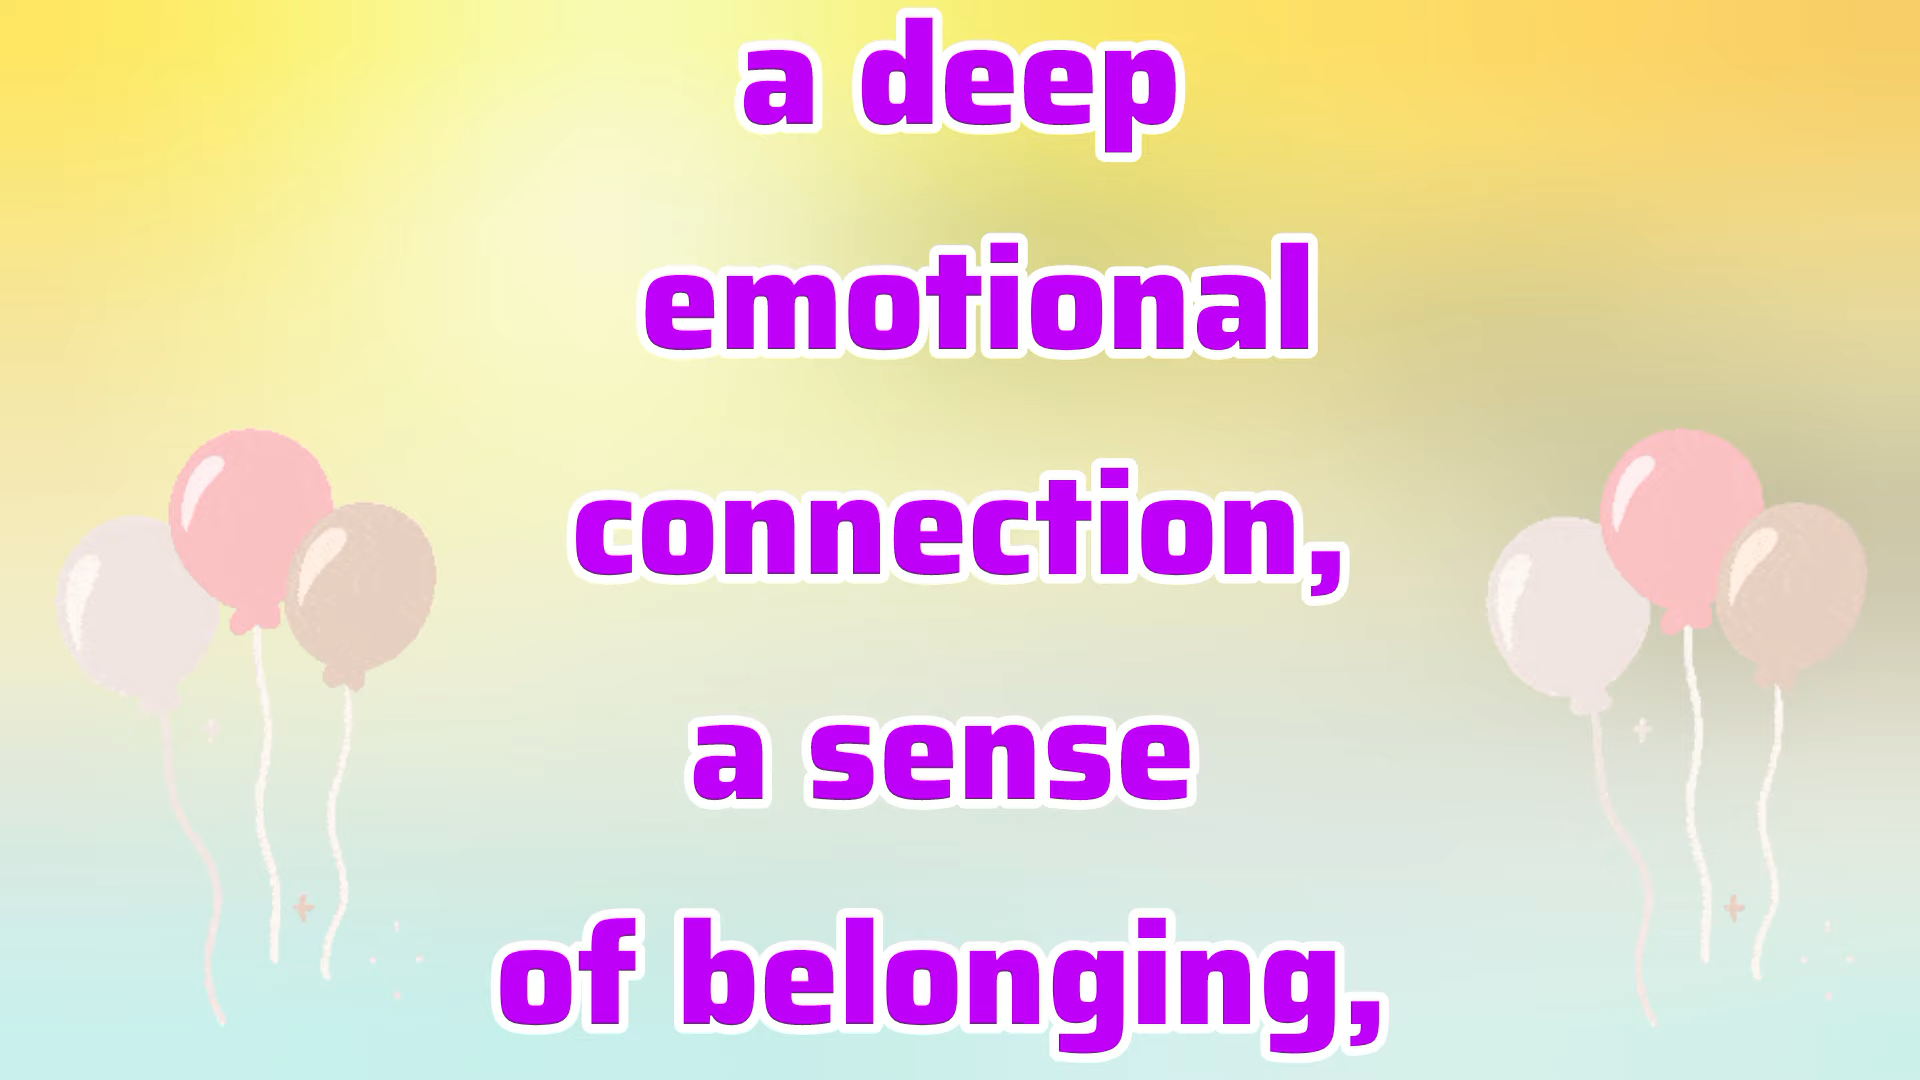 a deep
emotional
connection,
a sense
of belonging,